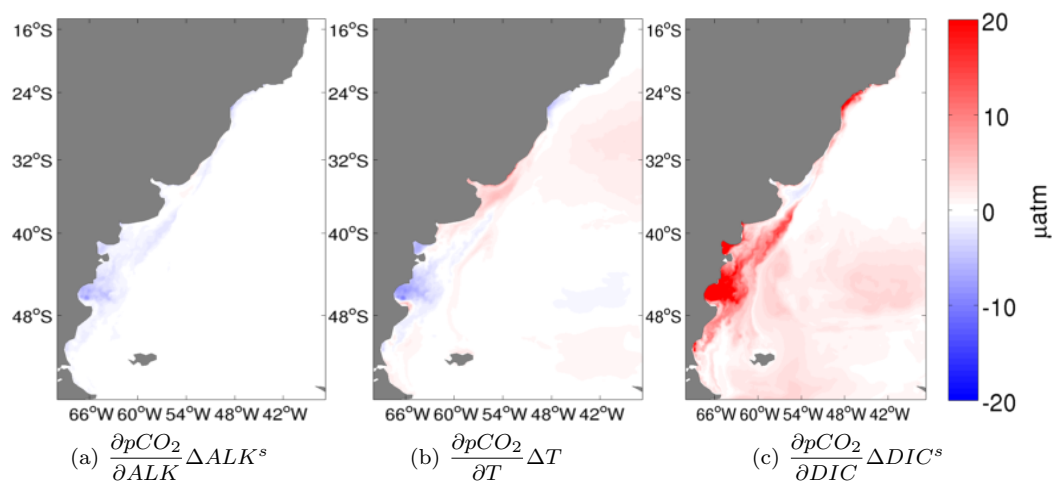 16°S 24°S 32°S 40°S 48°S
66°W 60°W 54°W 48°W 42°W
16°S 24°S 32°S 40°S 48°S
66°W 60°W 54°W 48°W 42°W
16°S 24°S 32°S 40°S 48°S
66°W 60°W 54°W 48°W 42°W
20
10
0
-10
-20
μatm
(a) ∂pCO₂/∂ALK ΔALKˢ
(b) ∂pCO₂/∂T ΔT
(c) ∂pCO₂/∂DIC ΔDICˢ